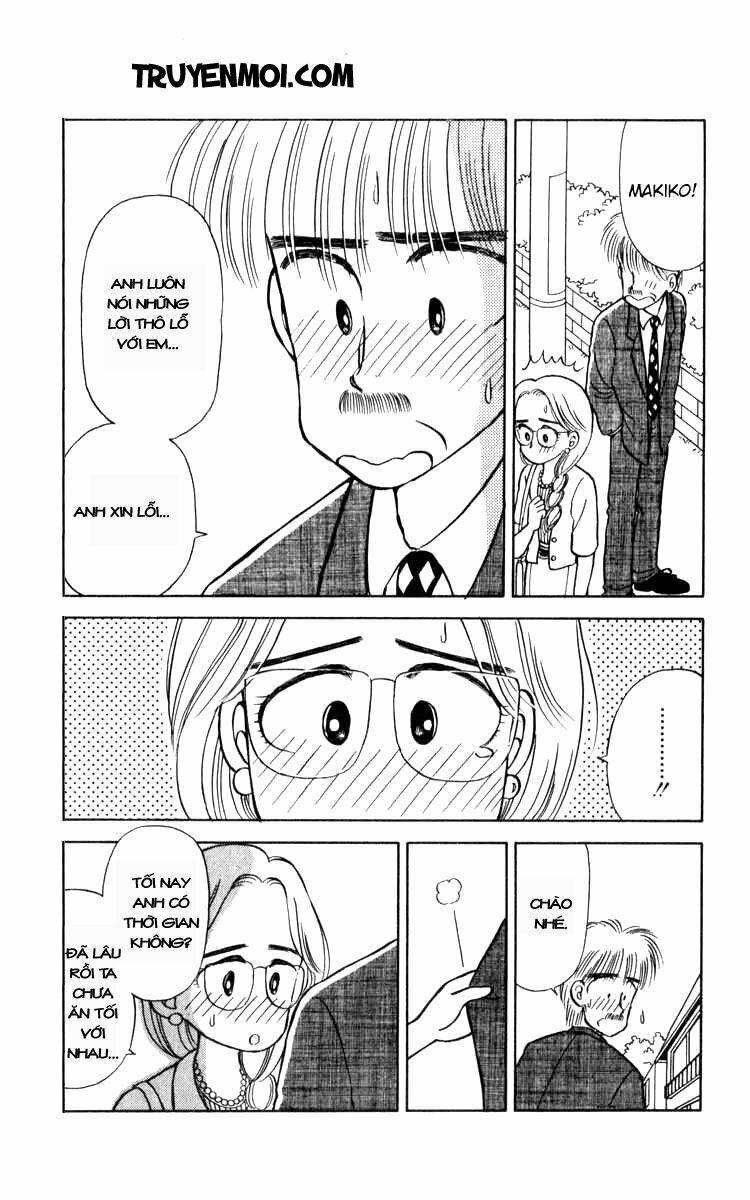 TRUYENMOI.COM
MAKIKO!
ANH LUÔN
NÓI NHỮNG
LỜI THÔ LỖ
VỚI EM...
ANH XIN LỖI...
.......!!
CHÀO
NHÉ.
TỐI NAY
ANH CÓ
THỜI GIAN
KHÔNG?
ĐÃ LÂU
RỒI TA
CHƯA
ĂN TỐI
VỚI
NHAU...